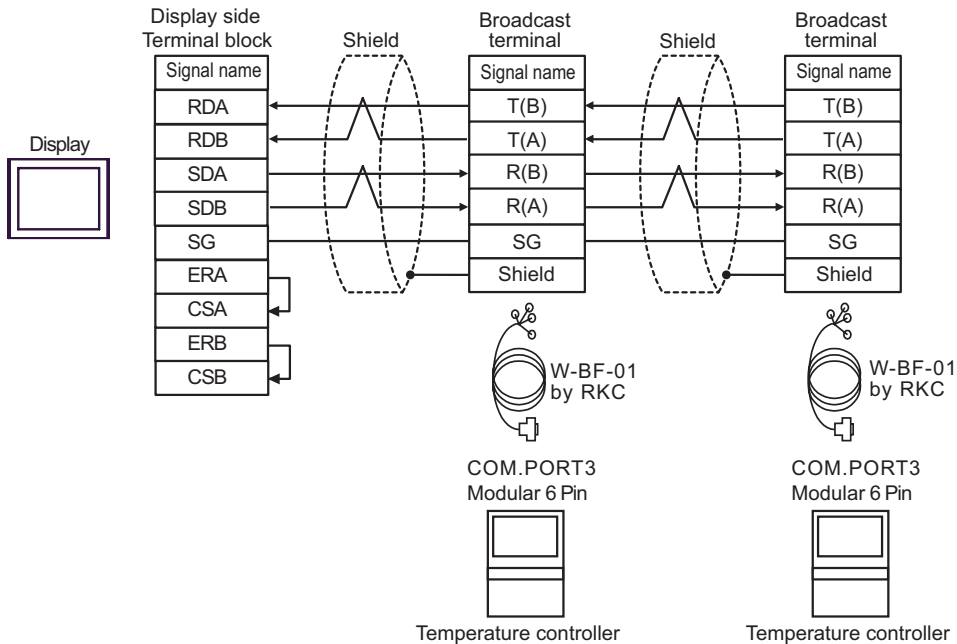 Display side
Terminal block
Shield
Broadcast
terminal
Shield
Broadcast
terminal
Signal name
Signal name
Signal name
RDA
T(B)
T(B)
RDB
T(A)
T(A)
Display
SDA
R(B)
R(B)
SDB
R(A)
R(A)
SG
SG
SG
ERA
Shield
Shield
CSA
ERB
CSB
W-BF-01
by RKC
W-BF-01
by RKC
COM.PORT3
Modular 6 Pin
COM.PORT3
Modular 6 Pin
Temperature controller
Temperature controller